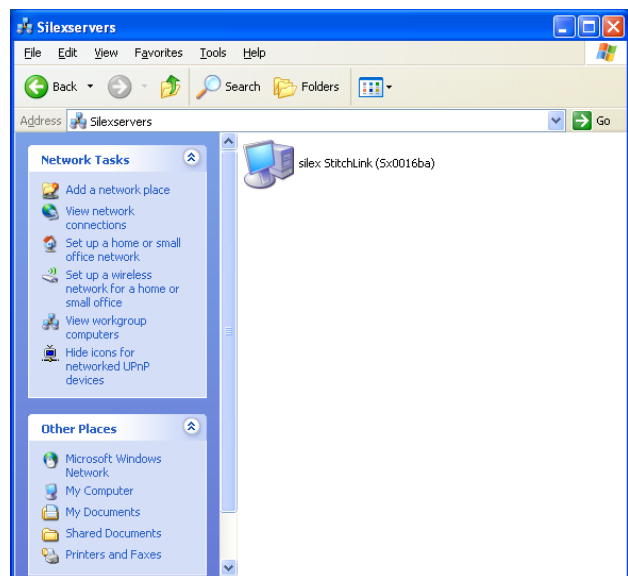 Silexservers
File Edit View Favorites Tools Help
Back Search Folders
Address Silexservers Go
Network Tasks
Add a network place
View network
connections
Set up a home or small
office network
Set up a wireless
network for a home or
small office
View workgroup
computers
Hide icons for
networked UPnP
devices
Other Places
Microsoft Windows
Network
My Computer
My Documents
Shared Documents
Printers and Faxes
silex StitchLink (Sx0016ba)